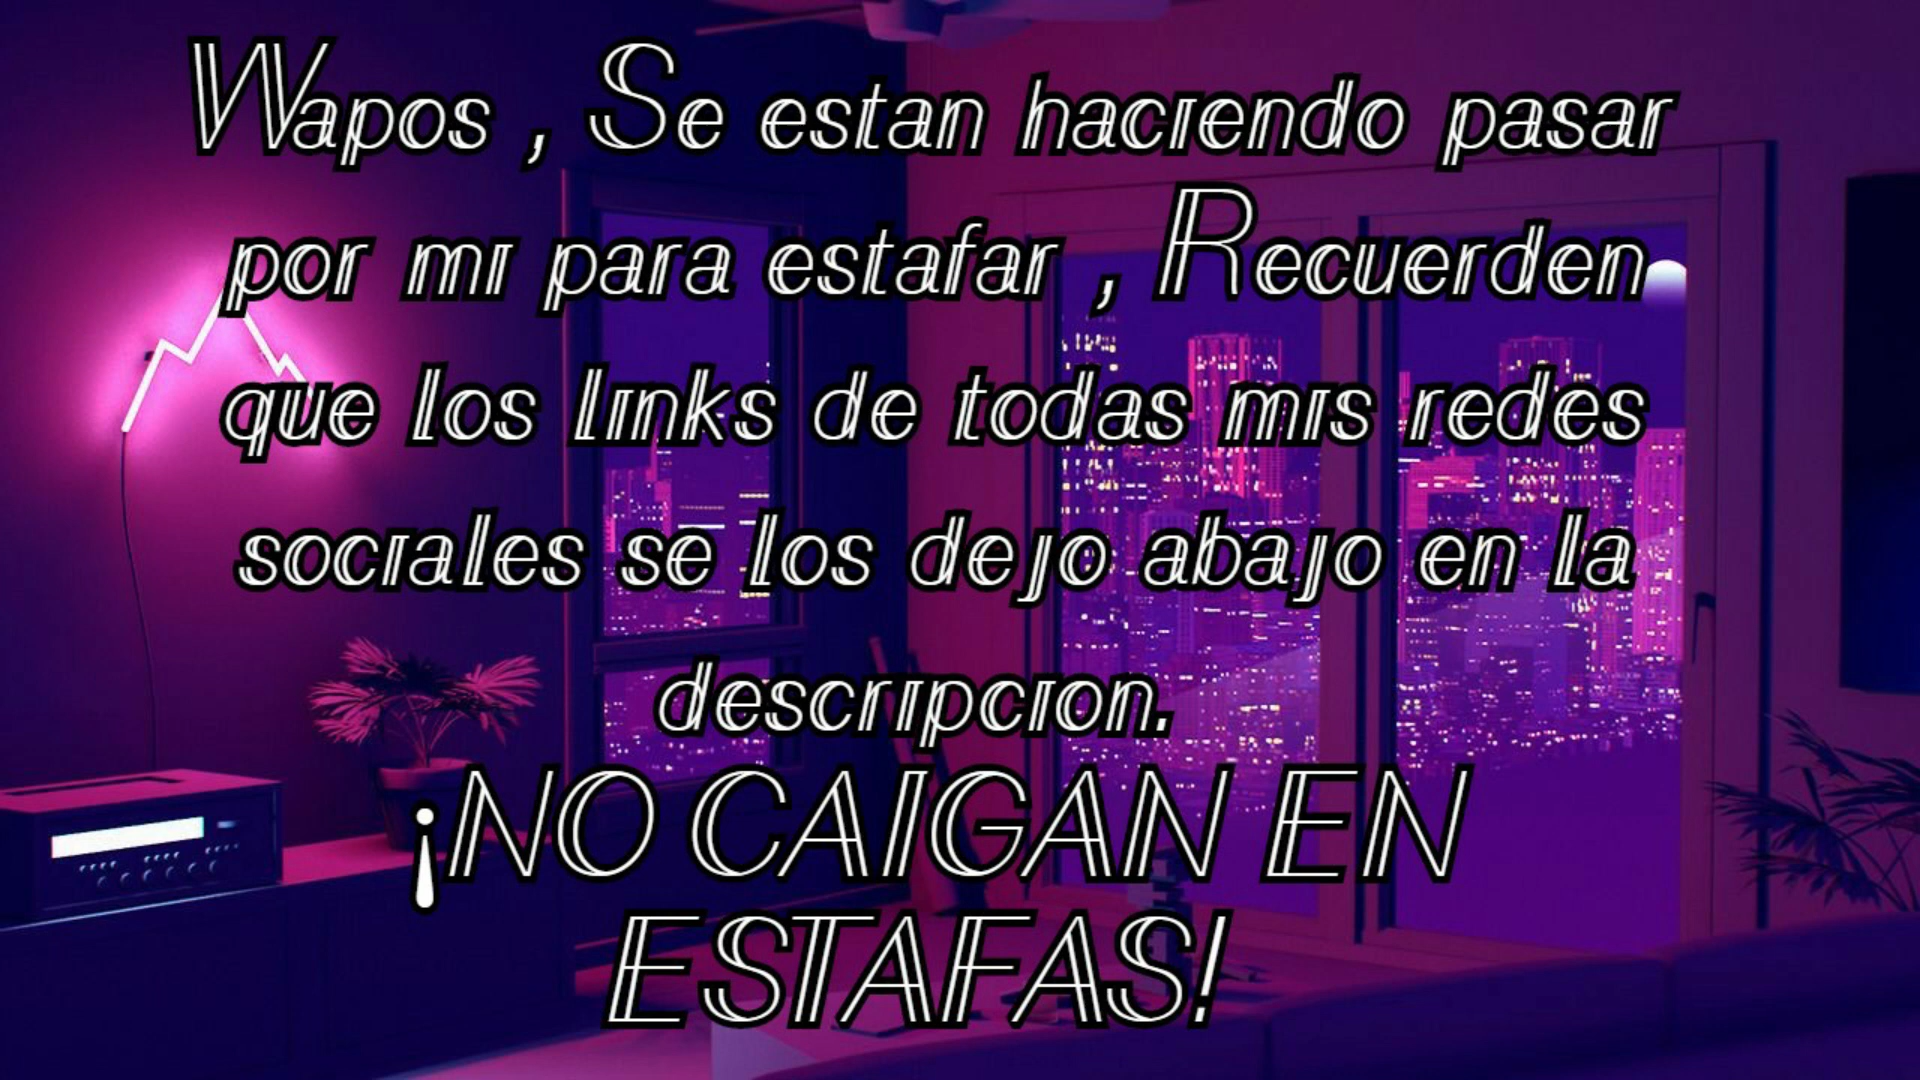 Wapos , Se estan haciendo pasar
por mi para estafar , Recuerden
que los links de todas mis redes
sociales se los dejo abajo en la
descripcion.
¡NO CAIGAN EN
ESTAFAS!